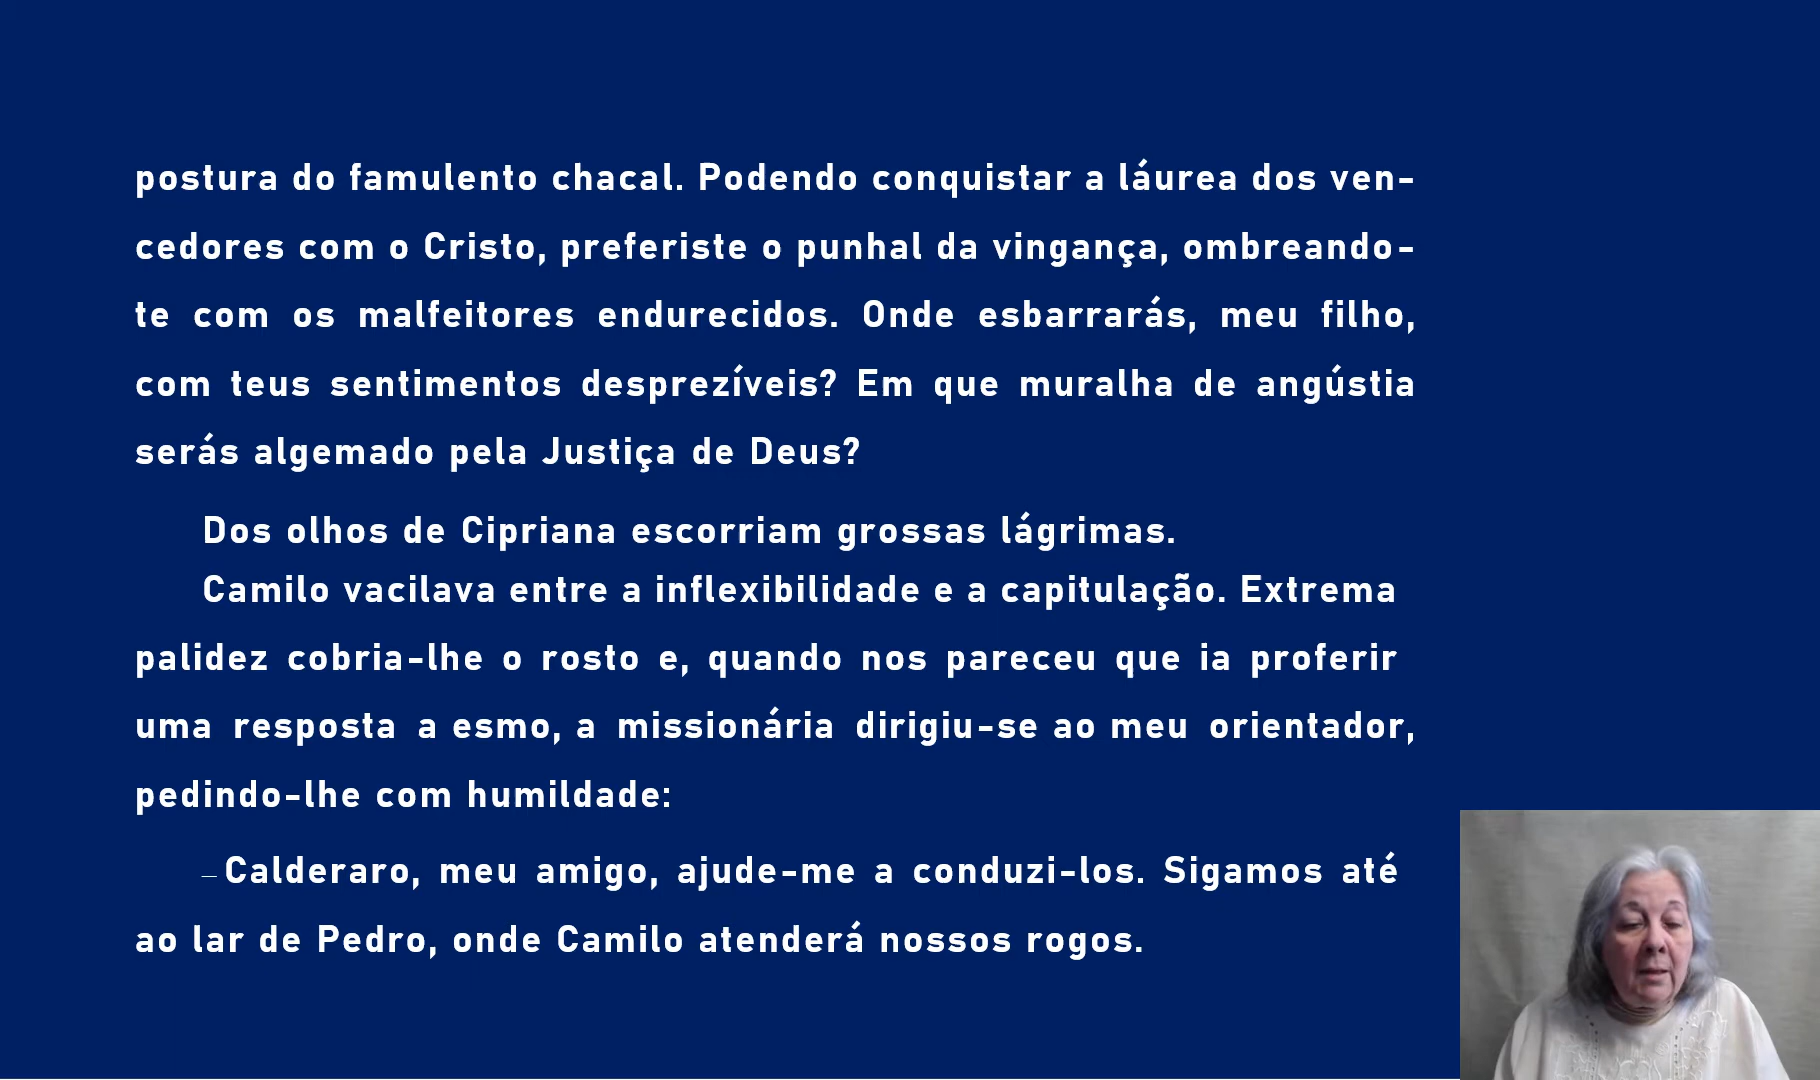 postura do famulento chacal. Podendo conquistar a láurea dos ven-
cedores com o Cristo, preferiste o punhal da vingança, ombreando-
te com os malfeitores endurecidos. Onde esbarrarás, meu filho,
com teus sentimentos desprezíveis? Em que muralha de angústia
serás algemado pela Justiça de Deus?
Dos olhos de Cipriana escorriam grossas lágrimas.
Camilo vacilava entre a inflexibilidade e a capitulação. Extrema
palidez cobria-lhe o rosto e, quando nos pareceu que ia proferir
uma resposta a esmo, a missionária dirigiu-se ao meu orientador,
pedindo-lhe com humildade:
– Calderaro, meu amigo, ajude-me a conduzi-los. Sigamos até
ao lar de Pedro, onde Camilo atenderá nossos rogos.